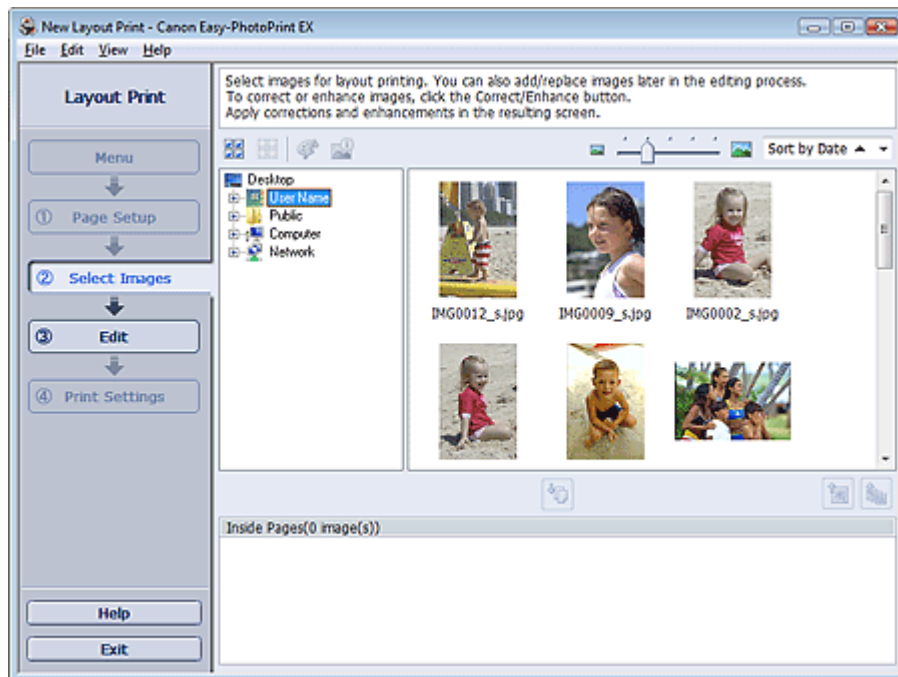 New Layout Print - Canon Easy-PhotoPrint EX
File Edit View Help
Layout Print
Menu
① Page Setup
② Select Images
③ Edit
④ Print Settings
Help
Exit
Select images for layout printing. You can also add/replace images later in the editing process.
To correct or enhance images, click the Correct/Enhance button.
Apply corrections and enhancements in the resulting screen.
Sort by Date
Desktop
User Name
Public
Computer
Network
IMG0012_s.jpg IMG0009_s.jpg IMG0002_s.jpg
Inside Pages(0 image(s))